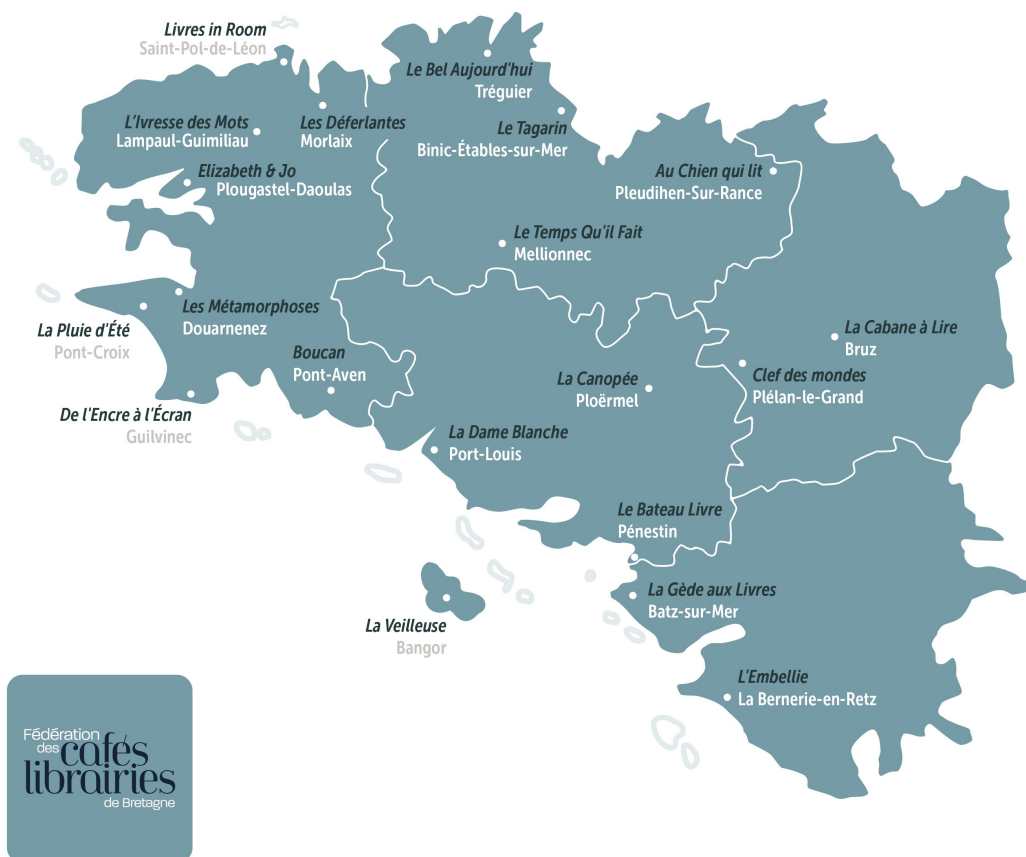 Livres in Room
Saint-Pol-de-Léon
Le Bel Aujourd'hui
Tréguier
L'Ivresse des Mots
Lampaul-Guimiliau
Les Déferlantes
Morlaix
Le Tagarin
Binic-Étables-sur-Mer
Elizabeth & Jo
Plougastel-Daoulas
Au Chien qui lit
Pleudihen-Sur-Rance
Le Temps Qu'il Fait
Mellionnec
Les Métamorphoses
Douarnenez
La Pluie d'Été
Pont-Croix
La Cabane à Lire
Bruz
Boucan
Pont-Aven
Clef des mondes
Plélan-le-Grand
La Canopée
Ploërmel
De l'Encre à l'Écran
Guilvinec
La Dame Blanche
Port-Louis
Le Bateau Livre
Pénestin
La Gède aux Livres
Batz-sur-Mer
La Veilleuse
Bangor
L'Embellie
La Bernerie-en-Retz
Fédération
des cafés
librairies
de Bretagne